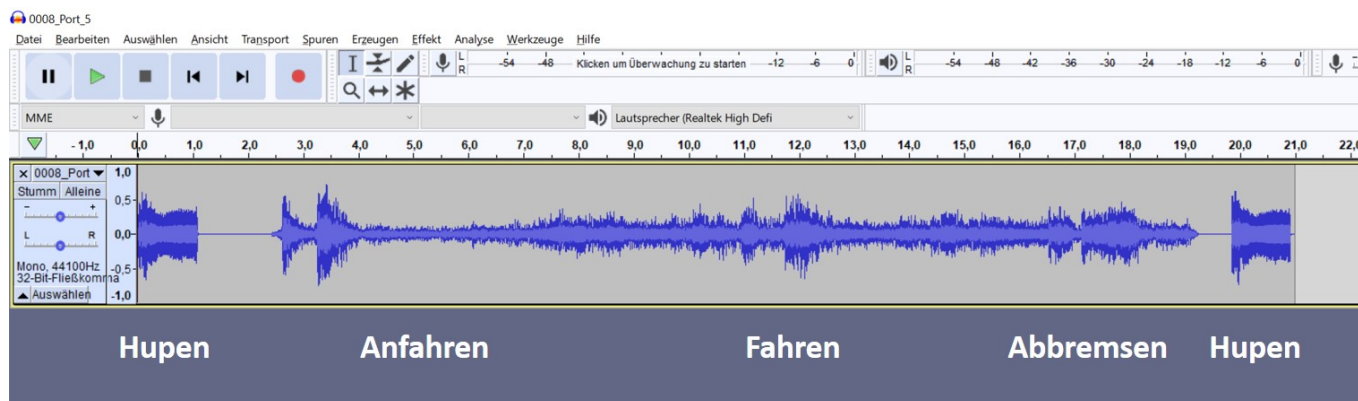 0008_Port_5
Datei Bearbeiten Auswählen Ansicht Transport Spuren Erzeugen Effekt Analyse Werkzeuge Hilfe
L
R
-54 -48 Klicken um Überwachung zu starten -12 -6 0
L
R
-54 -48 -42 -36 -30 -24 -18 -12 -6 0
MME
Lautsprecher (Realtek High Defi
- 1,0 0,0 1,0 2,0 3,0 4,0 5,0 6,0 7,0 8,0 9,0 10,0 11,0 12,0 13,0 14,0 15,0 16,0 17,0 18,0 19,0 20,0 21,0 22,
x 0008_Port 1,0
Stumm Alleine
- + 0,5
L R 0,0
Mono, 44100Hz -0,5
32-Bit-Fließkomma
Auswählen -1,0
Hupen Anfahren Fahren Abbremsen Hupen